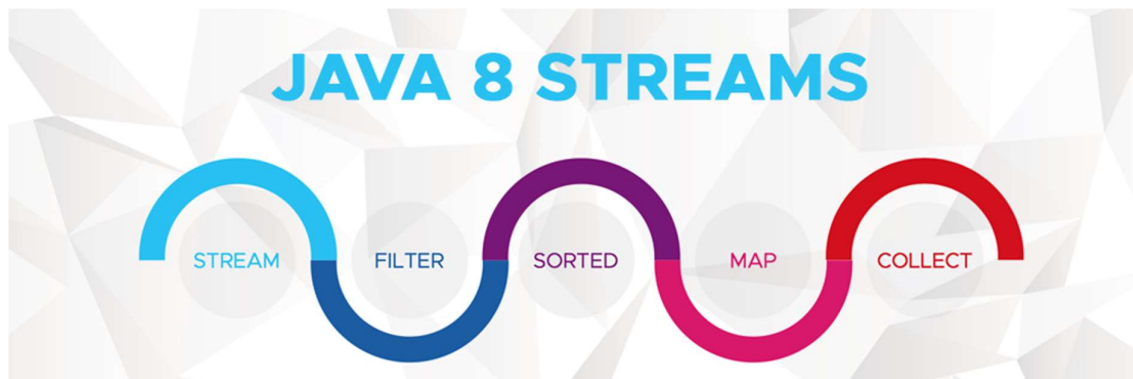 JAVA 8 STREAMS
STREAM FILTER SORTED MAP COLLECT